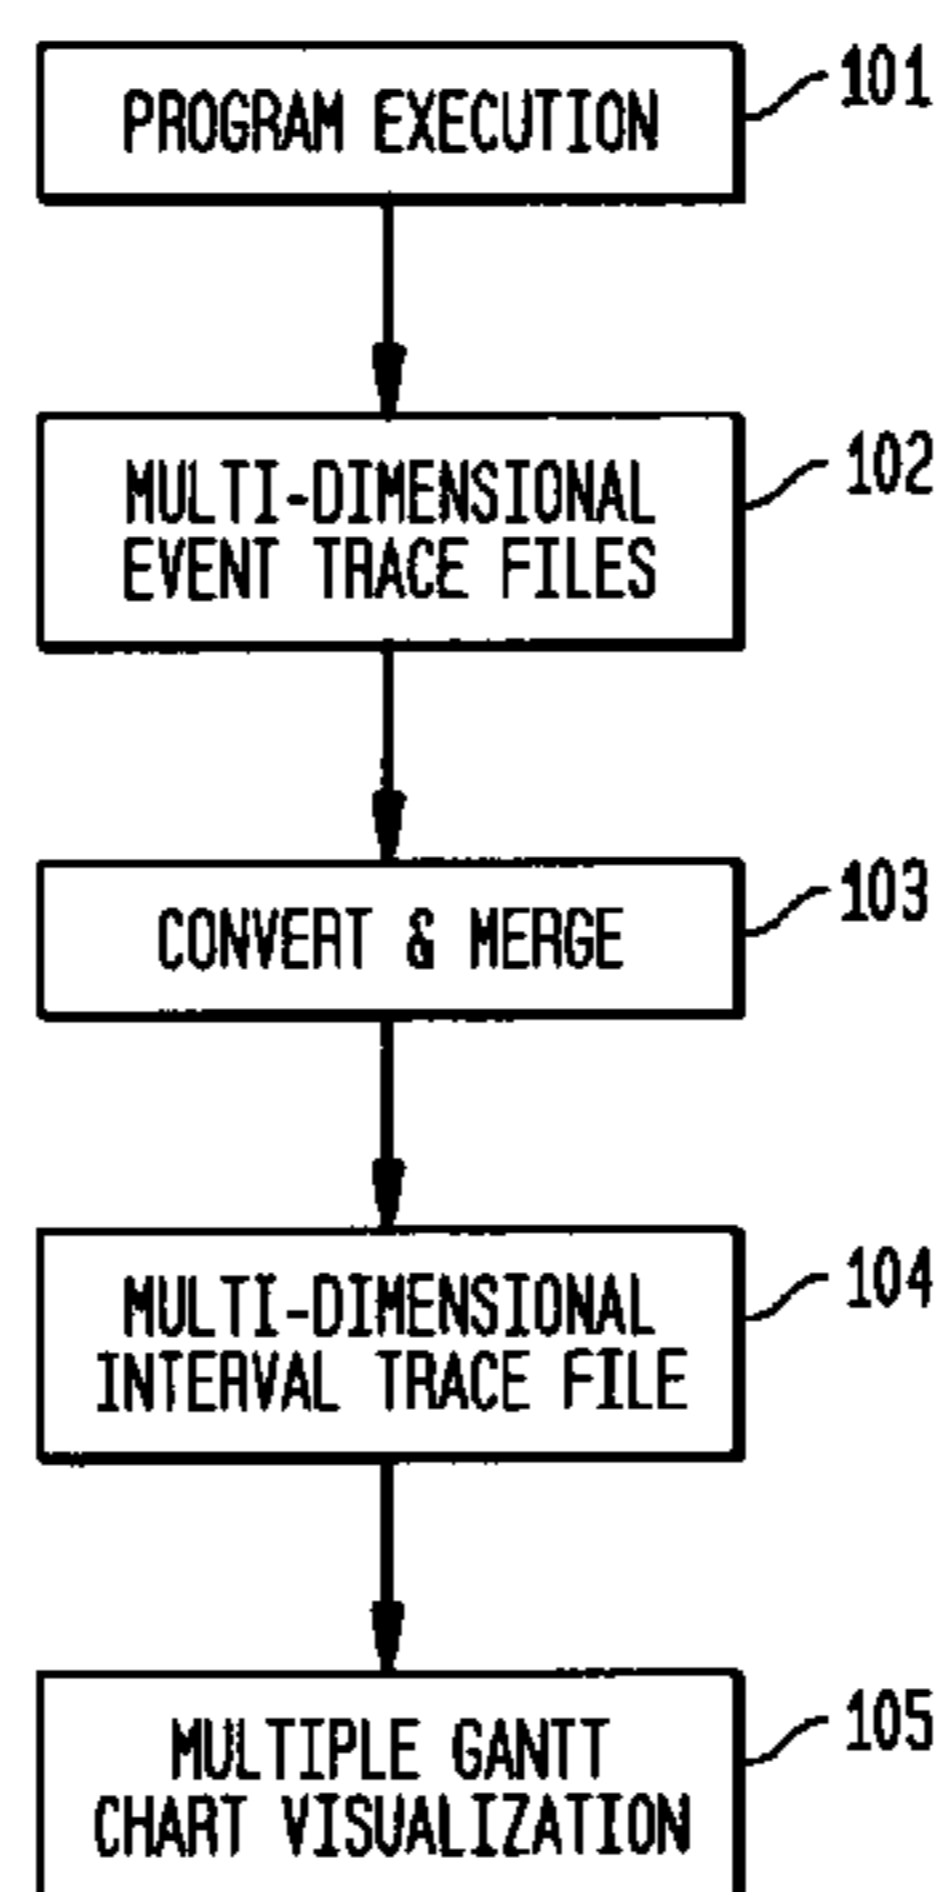 PROGRAM EXECUTION
101
MULTI-DIMENSIONAL
EVENT TRACE FILES
102
CONVERT & MERGE
103
MULTI-DIMENSIONAL
INTERVAL TRACE FILE
104
MULTIPLE GANTT
CHART VISUALIZATION
105